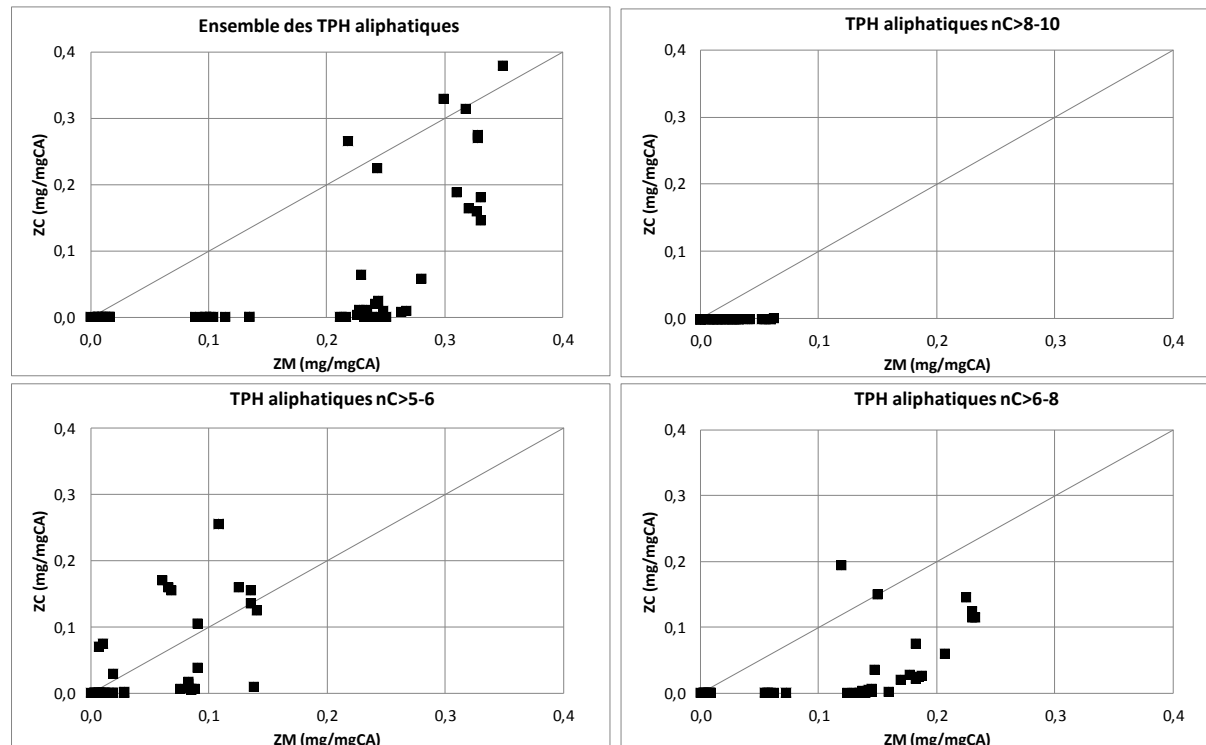 Ensemble des TPH aliphatiques
0,4
0,3
0,2
0,1
0,0
ZC (mg/mgCA)
0,0 0,1 0,2 0,3 0,4
ZM (mg/mgCA)
TPH aliphatiques nC>8-10
0,4
0,3
0,2
0,1
0,0
ZC (mg/mgCA)
0,0 0,1 0,2 0,3 0,4
ZM (mg/mgCA)
TPH aliphatiques nC>5-6
0,4
0,3
0,2
0,1
0,0
ZC (mg/mgCA)
0,0 0,1 0,2 0,3 0,4
ZM (mg/mgCA)
TPH aliphatiques nC>6-8
0,4
0,3
0,2
0,1
0,0
ZC (mg/mgCA)
0,0 0,1 0,2 0,3 0,4
ZM (mg/mgCA)